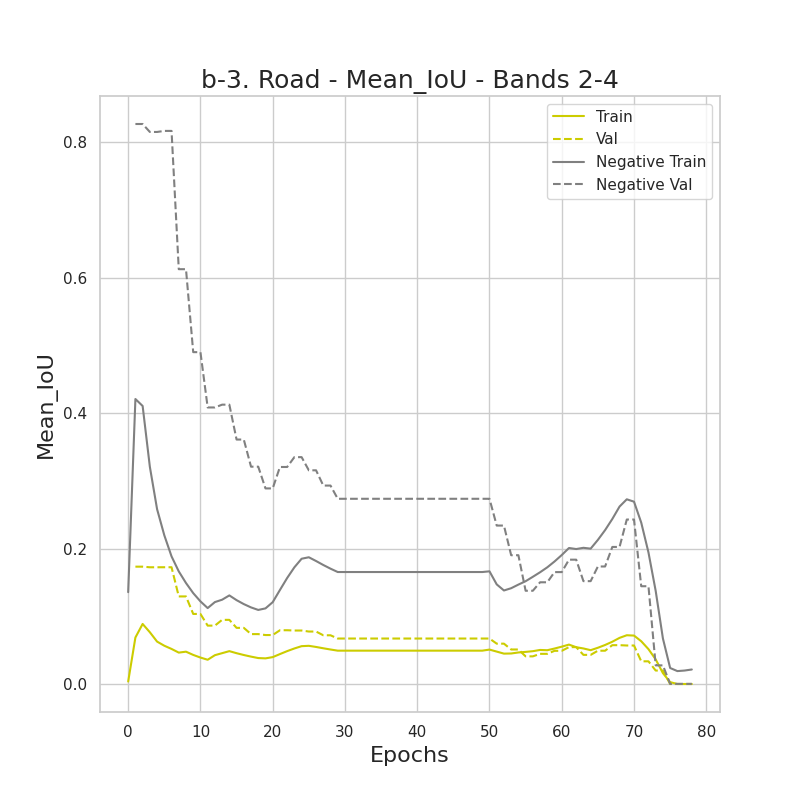 b-3. Road - Mean_IoU - Bands 2-4
Train
Val
Negative Train
Negative Val
Mean_IoU
0.8
0.6
0.4
0.2
0.0
0 10 20 30 40 50 60 70 80
Epochs